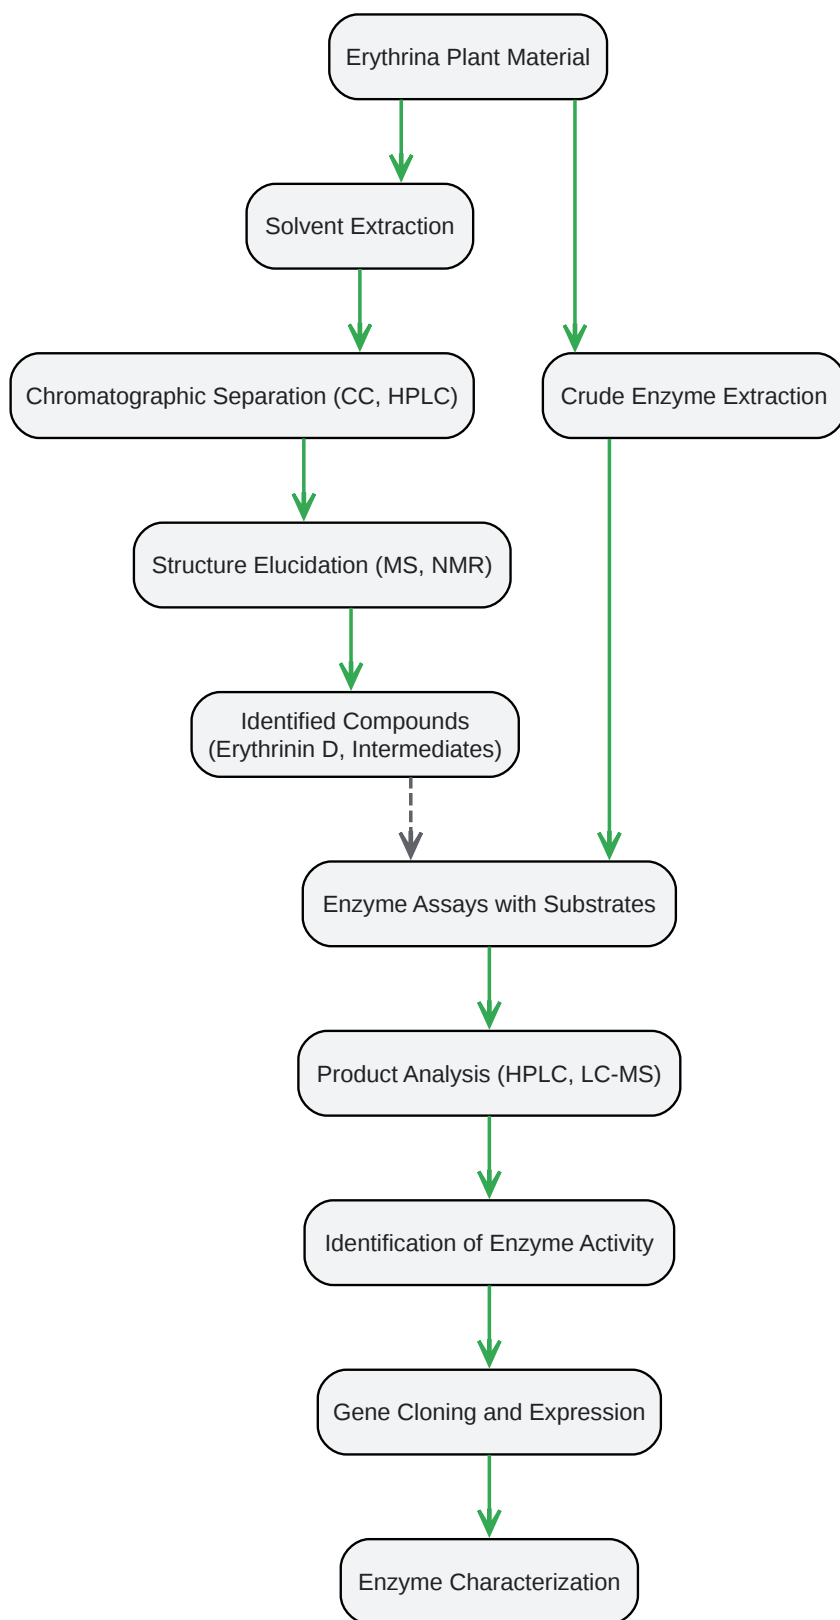 Erythrina Plant Material
Solvent Extraction
Chromatographic Separation (CC, HPLC)
Crude Enzyme Extraction
Structure Elucidation (MS, NMR)
Identified Compounds
(Erythrinin D, Intermediates)
Enzyme Assays with Substrates
Product Analysis (HPLC, LC-MS)
Identification of Enzyme Activity
Gene Cloning and Expression
Enzyme Characterization